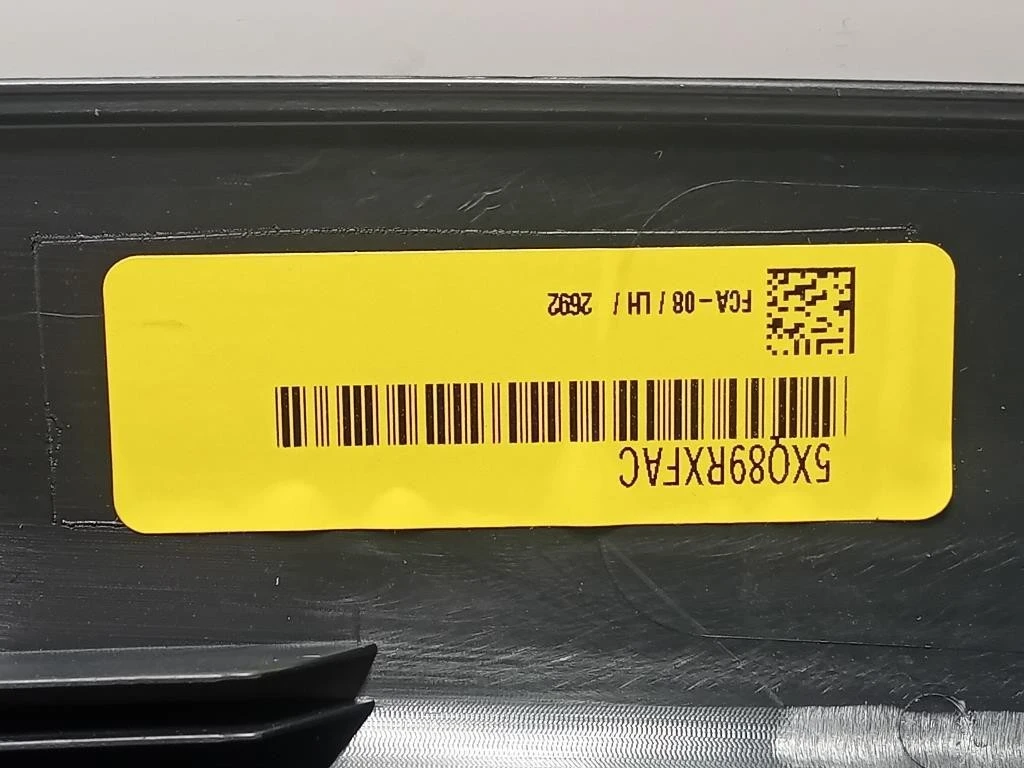 5XQ89RXFAC
FCA - 08 / LH / 2692